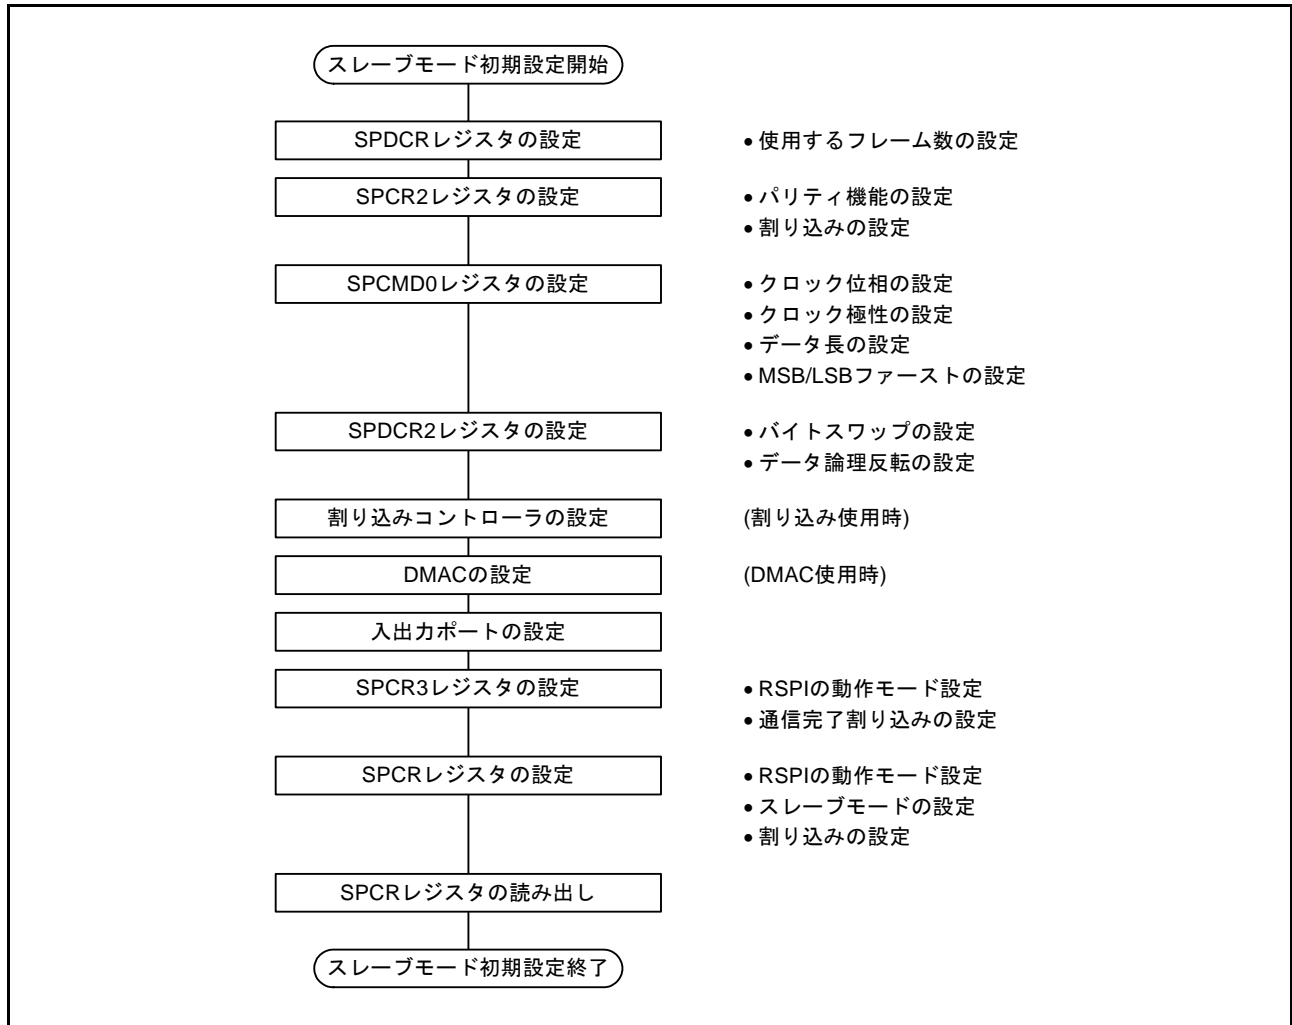 スレーブモード初期設定開始
SPDCRレジスタの設定
• 使用するフレーム数の設定
SPCR2レジスタの設定
• パリティ機能の設定
• 割り込みの設定
SPCMD0レジスタの設定
• クロック位相の設定
• クロック極性の設定
• データ長の設定
• MSB/LSBファーストの設定
SPDCR2レジスタの設定
• バイトスワップの設定
• データ論理反転の設定
割り込みコントローラの設定
(割り込み使用時)
DMACの設定
(DMAC使用時)
入出力ポートの設定
SPCR3レジスタの設定
• RSPIの動作モード設定
• 通信完了割り込みの設定
SPCRレジスタの設定
• RSPIの動作モード設定
• スレーブモードの設定
• 割り込みの設定
SPCRレジスタの読み出し
スレーブモード初期設定終了